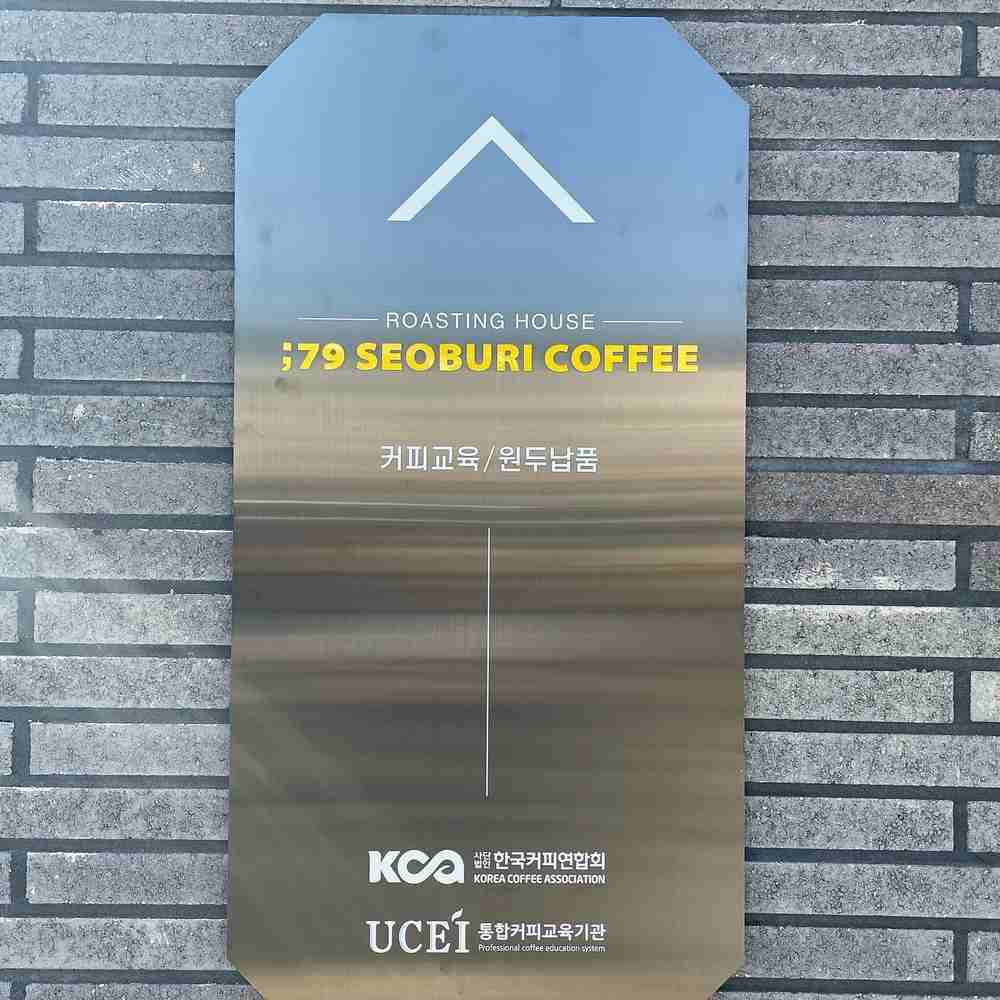 ROASTING HOUSE
;79 SEOBURI COFFEE
커피교육/원두납품
KCA 사단법인 한국커피연합회
KOREA COFFEE ASSOCIATION
UCEI 통합커피교육기관
Professional coffee education system